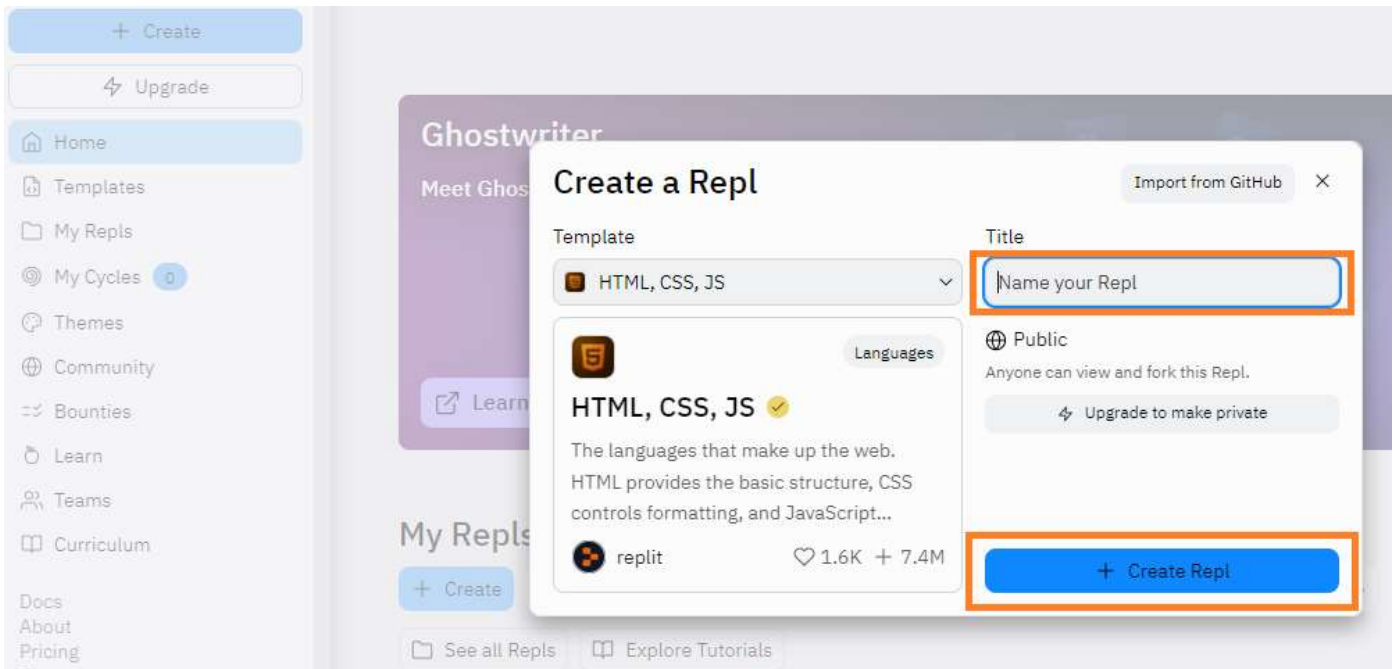 + Create
Upgrade
Home
Templates
My Repls
My Cycles 0
Themes
Community
Bounties
Learn
Teams
Curriculum
Docs
About
Pricing
Ghostwriter
Meet Ghos
Learn
My Repls
+ Create
See all Repls
Explore Tutorials
Create a Repl
Import from GitHub
Template
HTML, CSS, JS
Languages
HTML, CSS, JS
The languages that make up the web.
HTML provides the basic structure, CSS
controls formatting, and JavaScript...
replit
1.6K + 7.4M
Title
Name your Repl
Public
Anyone can view and fork this Repl.
Upgrade to make private
+ Create Repl